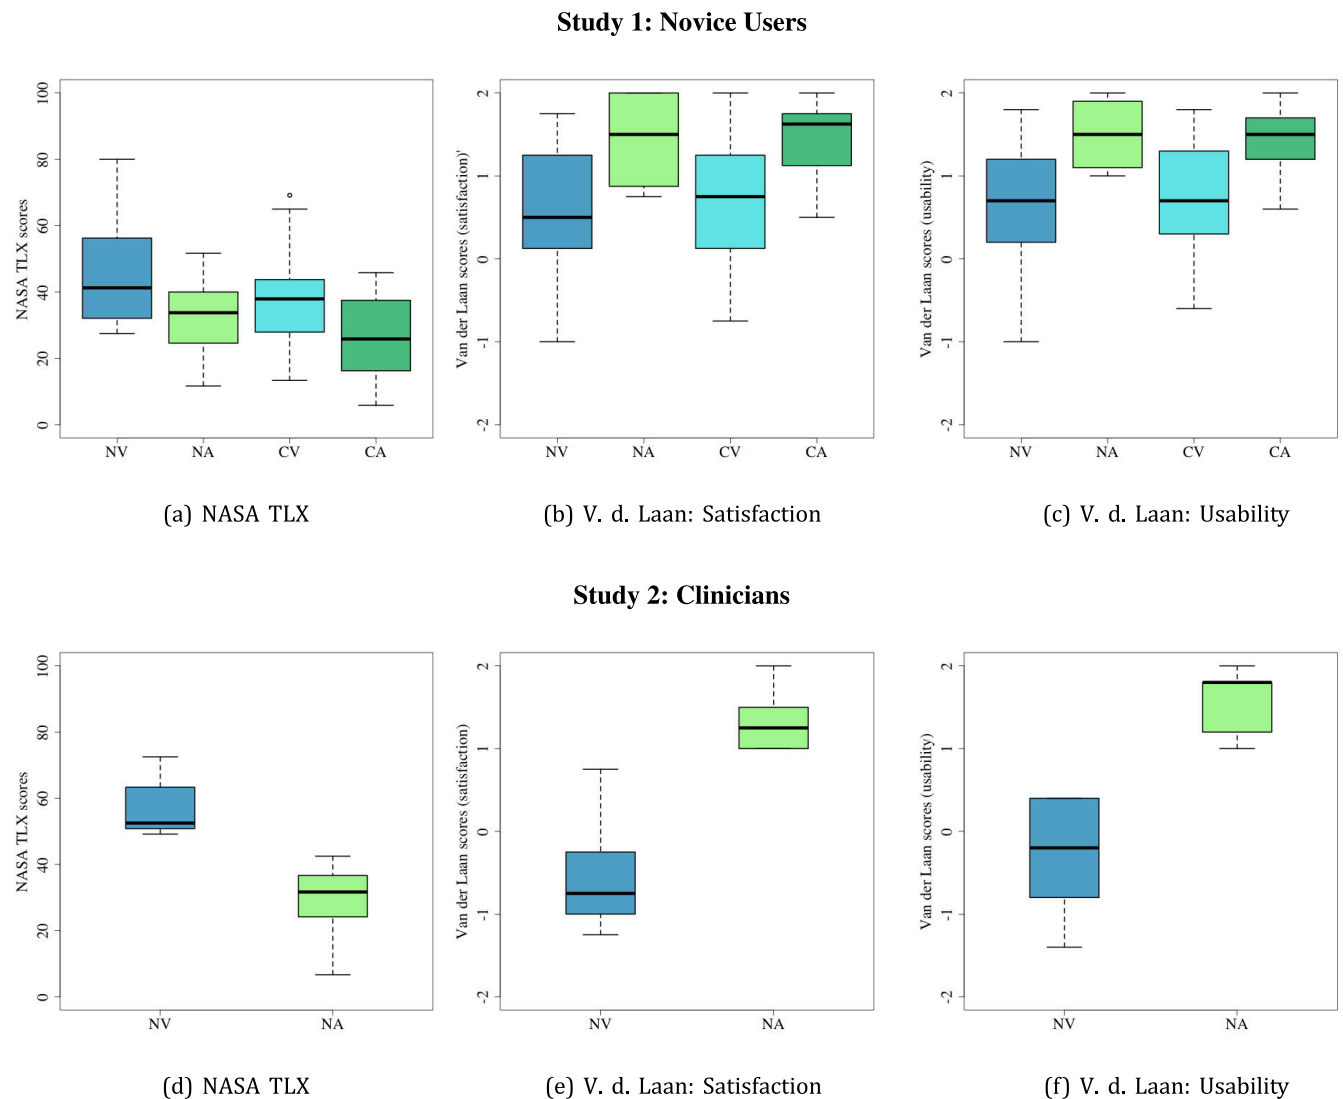 Study 1: Novice Users
NASA TLX scores
100
80
60
40
20
0
NV NA CV CA
(a) NASA TLX
Van der Laan scores (satisfaction)'
2
1
0
-1
-2
NV NA CV CA
(b) V. d. Laan: Satisfaction
Van der Laan scores (usability)
2
1
0
-1
-2
NV NA CV CA
(c) V. d. Laan: Usability
Study 2: Clinicians
NASA TLX scores
100
80
60
40
20
0
NV NA
(d) NASA TLX
Van der Laan scores (satisfaction)
2
1
0
-1
-2
NV NA
(e) V. d. Laan: Satisfaction
Van der Laan scores (usability)
2
1
0
-1
-2
NV NA
(f) V. d. Laan: Usability